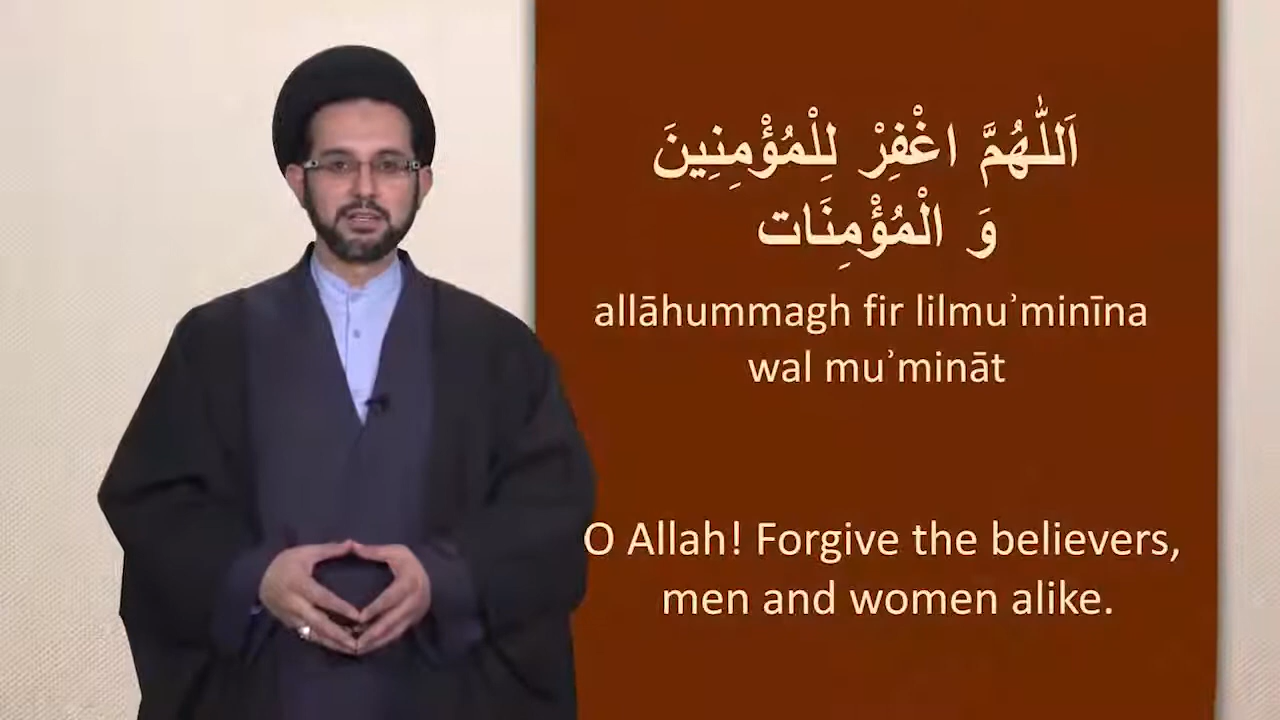 اَللّٰهُمَّ اغْفِرْ لِلْمُؤْمِنِينَ
وَ الْمُؤْمِنَات
allāhummagh fir lilmuʾminīna
wal muʾmināt
O Allah! Forgive the believers,
men and women alike.